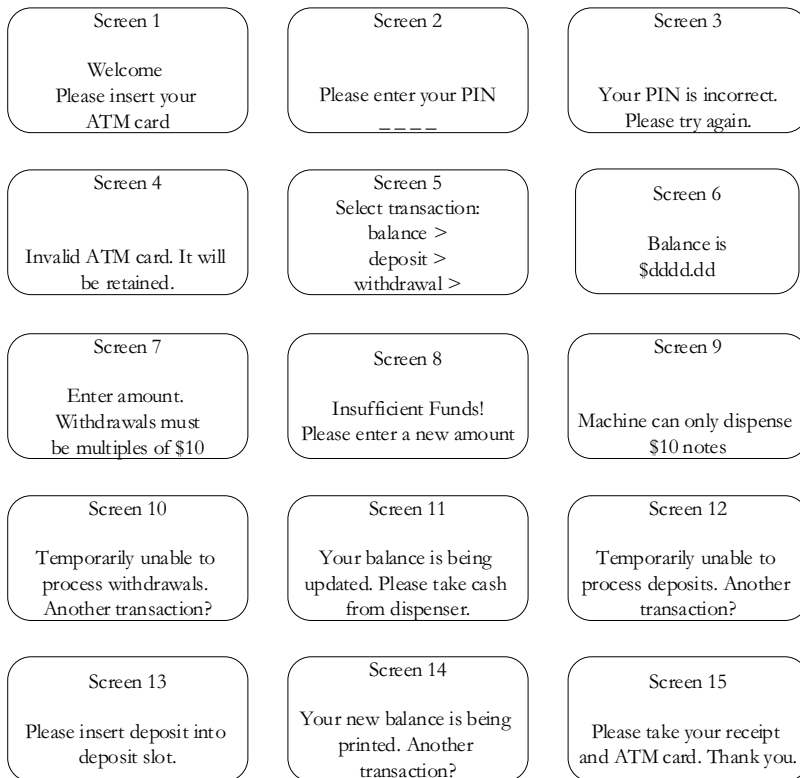 Screen 1
Welcome
Please insert your
ATM card
Screen 2
Please enter your PIN
_ _ _ _
Screen 3
Your PIN is incorrect.
Please try again.
Screen 4
Invalid ATM card. It will
be retained.
Screen 5
Select transaction:
balance >
deposit >
withdrawal >
Screen 6
Balance is
$dddd.dd
Screen 7
Enter amount.
Withdrawals must
be multiples of $10
Screen 8
Insufficient Funds!
Please enter a new amount
Screen 9
Machine can only dispense
$10 notes
Screen 10
Temporarily unable to
process withdrawals.
Another transaction?
Screen 11
Your balance is being
updated. Please take cash
from dispenser.
Screen 12
Temporarily unable to
process deposits. Another
transaction?
Screen 13
Please insert deposit into
deposit slot.
Screen 14
Your new balance is being
printed. Another
transaction?
Screen 15
Please take your receipt
and ATM card. Thank you.